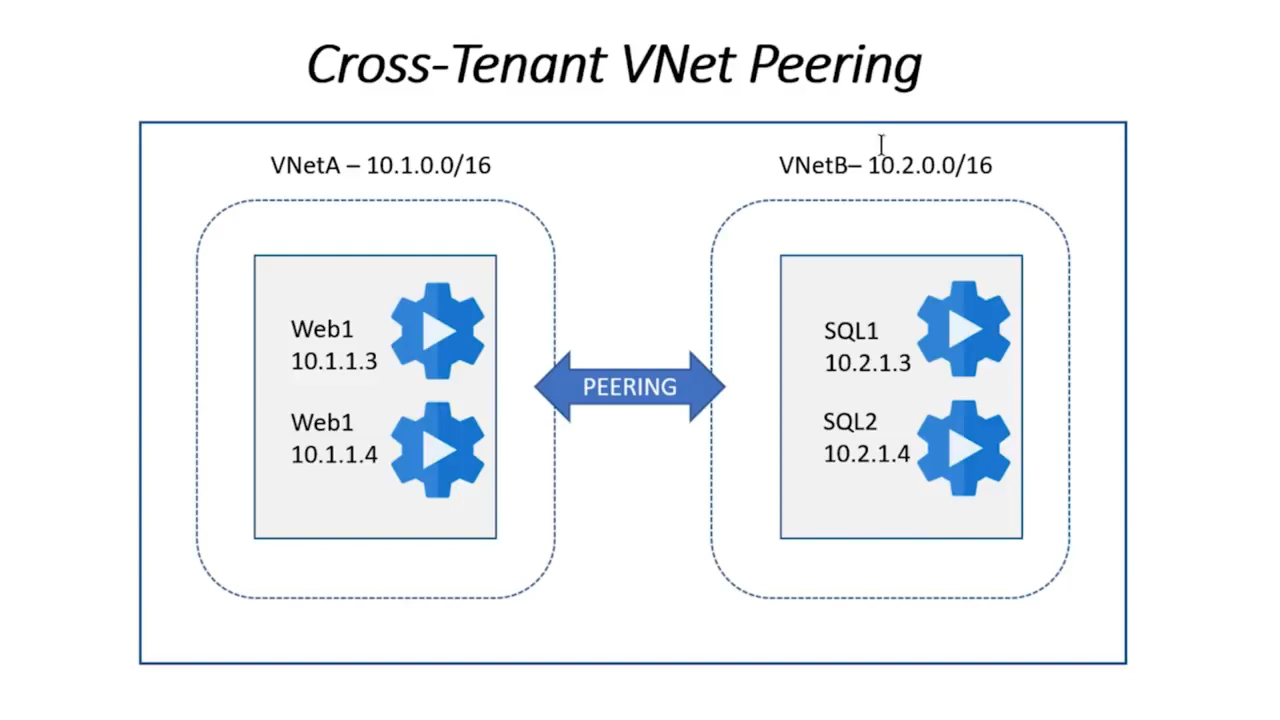 Cross-Tenant VNet Peering
VNetA – 10.1.0.0/16
VNetB– 10.2.0.0/16
Web1
10.1.1.3
Web1
10.1.1.4
PEERING
SQL1
10.2.1.3
SQL2
10.2.1.4